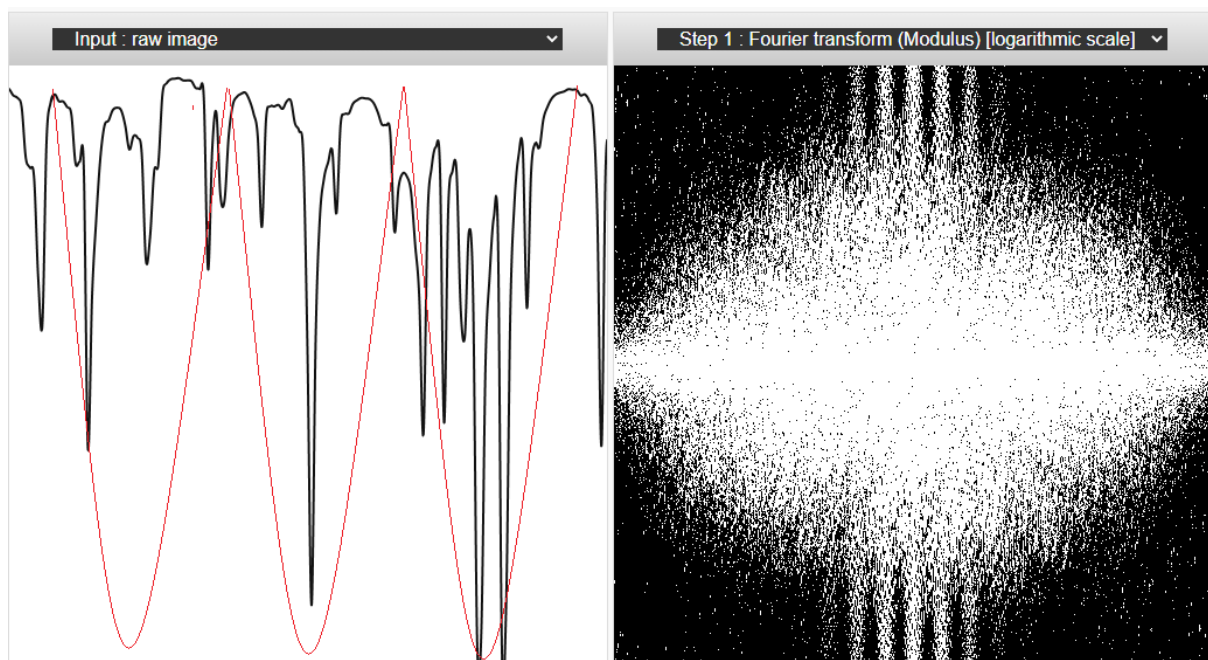 Input : raw image
Step 1 : Fourier transform (Modulus) [logarithmic scale]